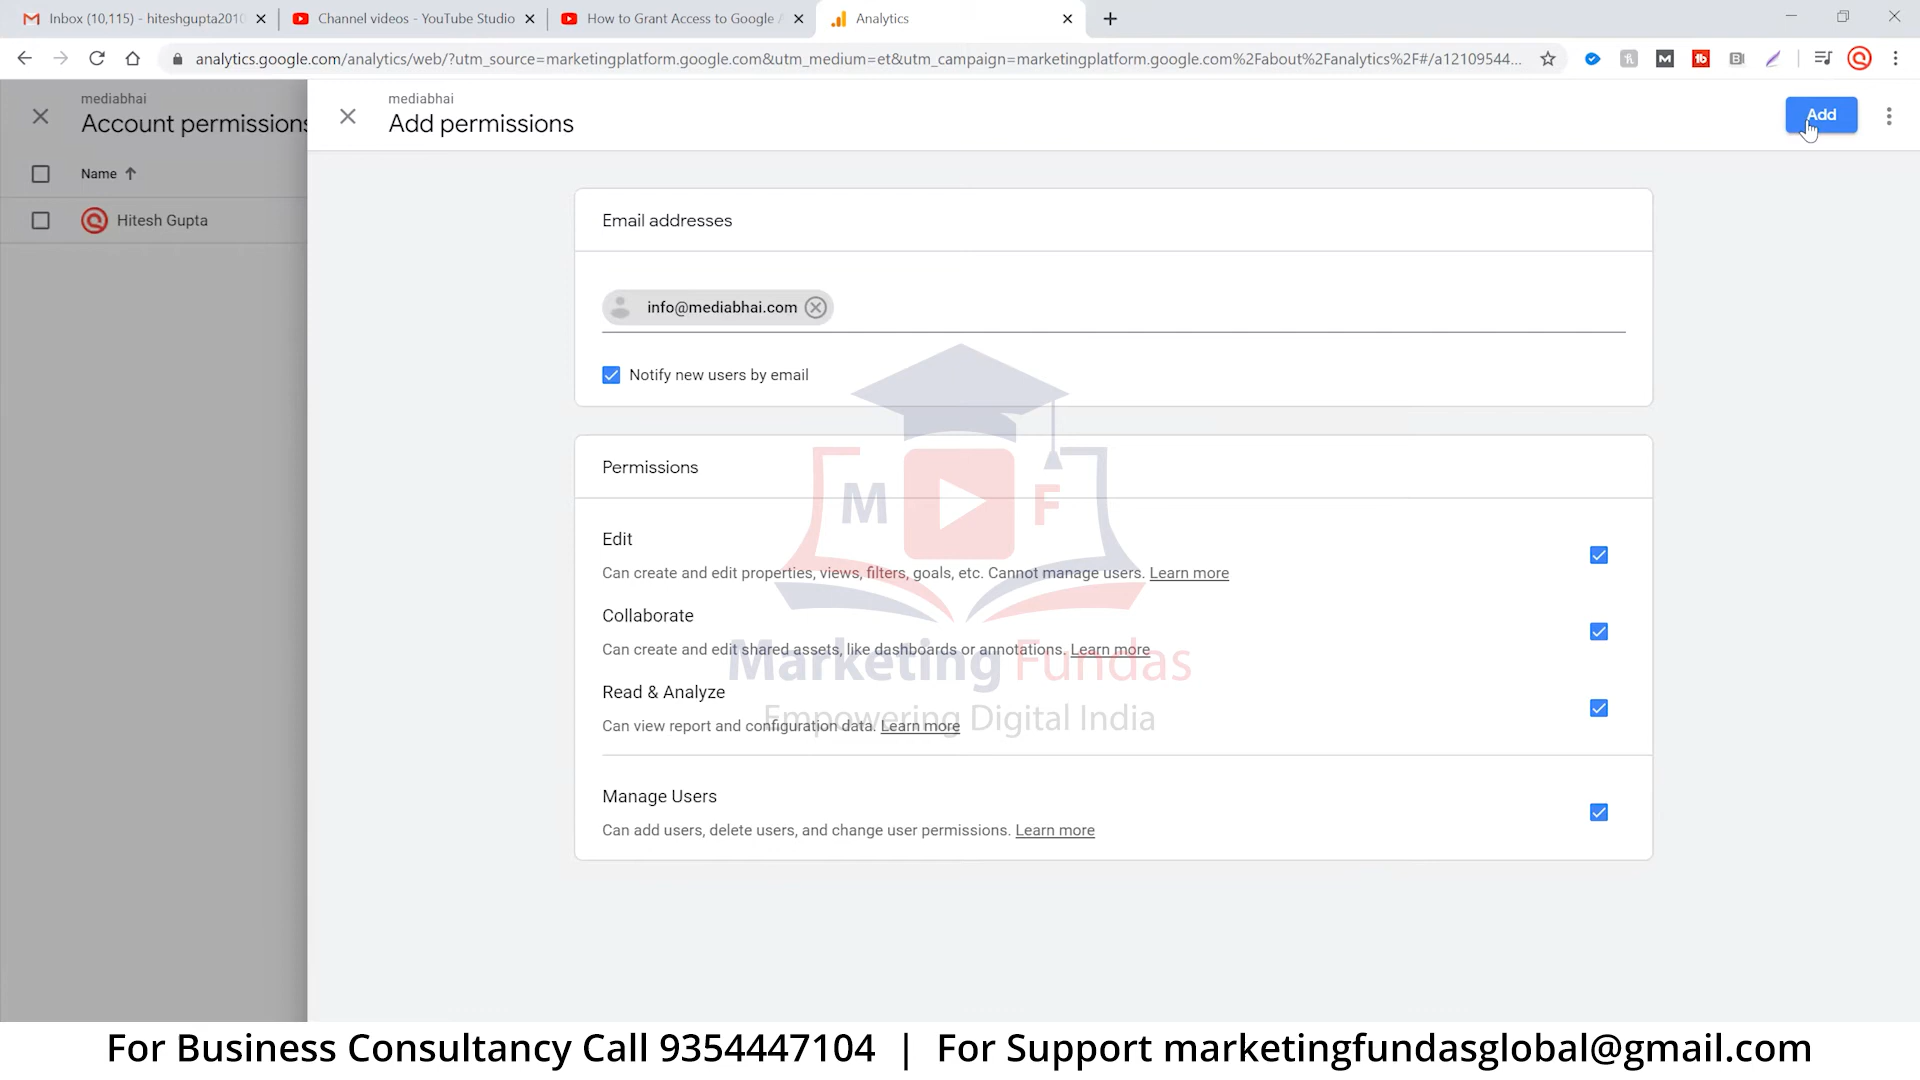 Inbox (10,115) - hiteshgupta2010
Channel videos - YouTube Studio
How to Grant Access to Google
Analytics
analytics.google.com/analytics/web/?utm_source=marketingplatform.google.com&utm_medium=et&utm_campaign=marketingplatform.google.com%2Fabout%2Fanalytics%2F#/a12109544...
mediabhai
Account permissions
Name
Hitesh Gupta
mediabhai
Add permissions
Add
Email addresses
info@mediabhai.com
Notify new users by email
Permissions
Edit
Can create and edit properties, views, filters, goals, etc. Cannot manage users. Learn more
Collaborate
Can create and edit shared assets, like dashboards or annotations. Learn more
Read & Analyze
Can view report and configuration data. Learn more
Manage Users
Can add users, delete users, and change user permissions. Learn more
M F
Marketing Fundas
Empowering Digital India
For Business Consultancy Call 9354447104 | For Support marketingfundasglobal@gmail.com